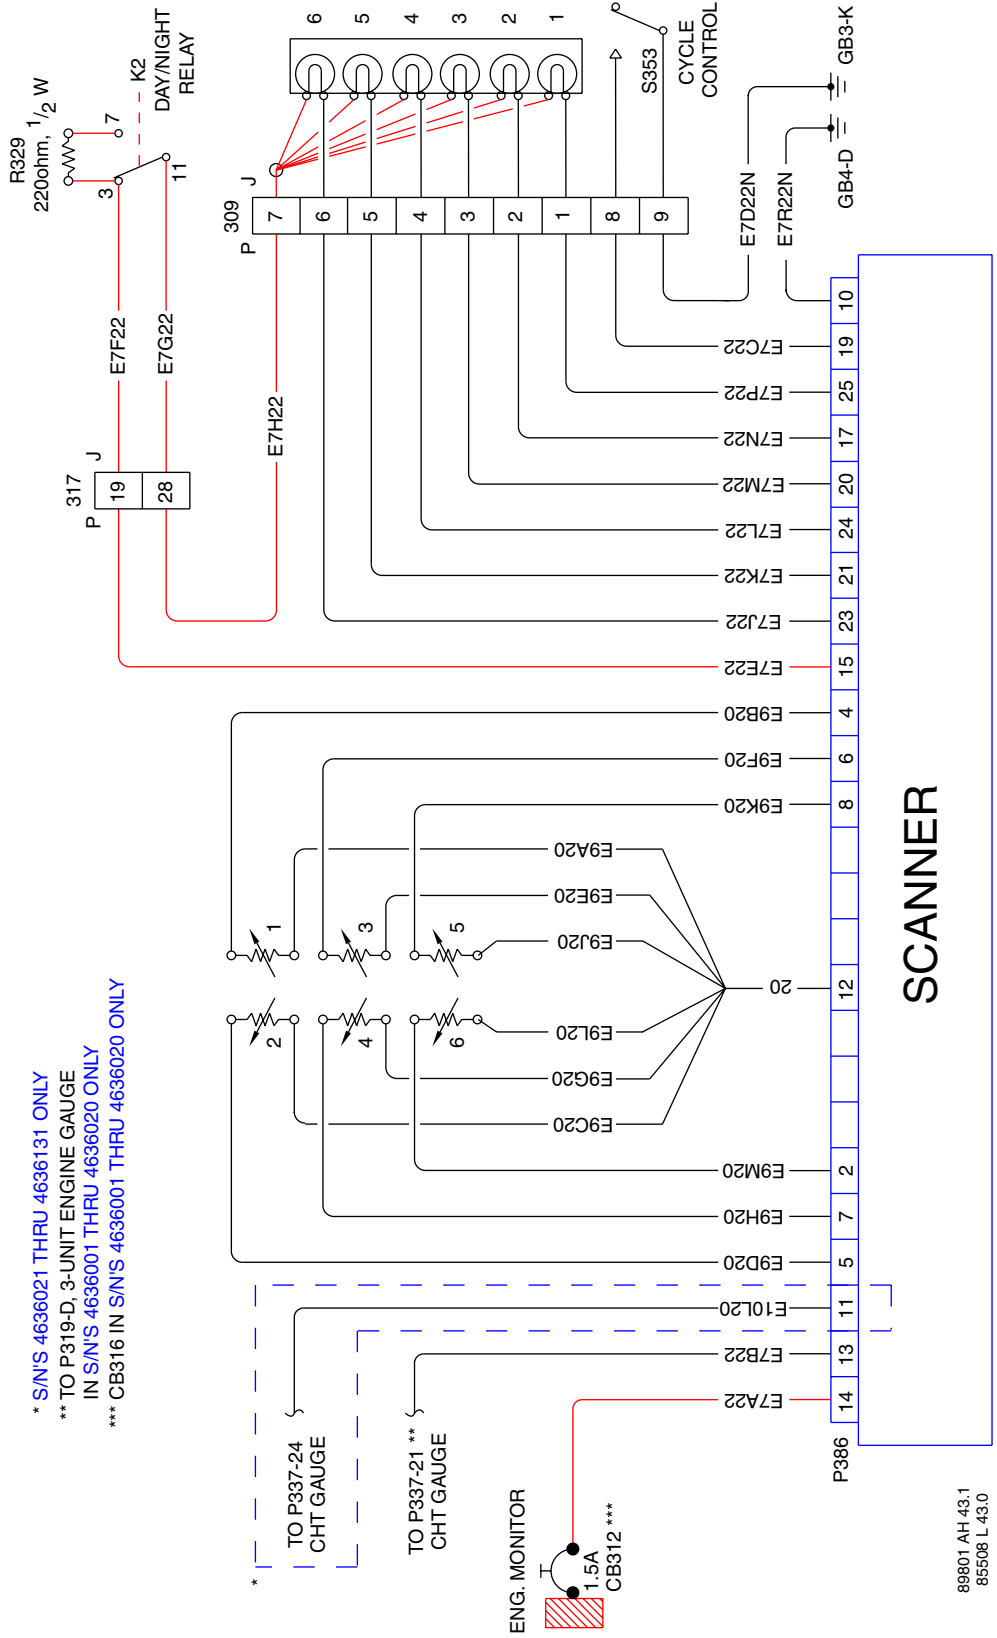 * S/N'S 4636021 THRU 4636131 ONLY
** TO P319-D, 3-UNIT ENGINE GAUGE
IN S/N'S 4636001 THRU 4636020 ONLY
*** CB316 IN S/N'S 4636001 THRU 4636020 ONLY
R329
220ohm, 1/2 W
3
7
11
K2
DAY/NIGHT
RELAY
E7F22
E7G22
317
P
J
19
28
E7H22
309
P
J
7
6
5
4
3
2
1
8
9
6
5
4
3
2
1
S353
CYCLE
CONTROL
E7D22N
E7R22N
GB4-D
GB3-K
*
TO P337-24
CHT GAUGE
TO P337-21 **
CHT GAUGE
ENG. MONITOR
1.5A
CB312 ***
2
4
6
1
3
5
E9C20
E9G20
E9L20
E9J20
E9E20
E9A20
E7A22
E7B22
E10L20
E9D20
E9H20
E9M20
20
E9K20
E9F20
E9B20
E7E22
E7J22
E7K22
E7L22
E7M22
E7N22
E7P22
E7C22
P386
14
13
11
5
7
2
12
8
6
4
15
23
21
24
20
17
25
19
10
SCANNER
89801 AH 43.1
85508 L 43.0